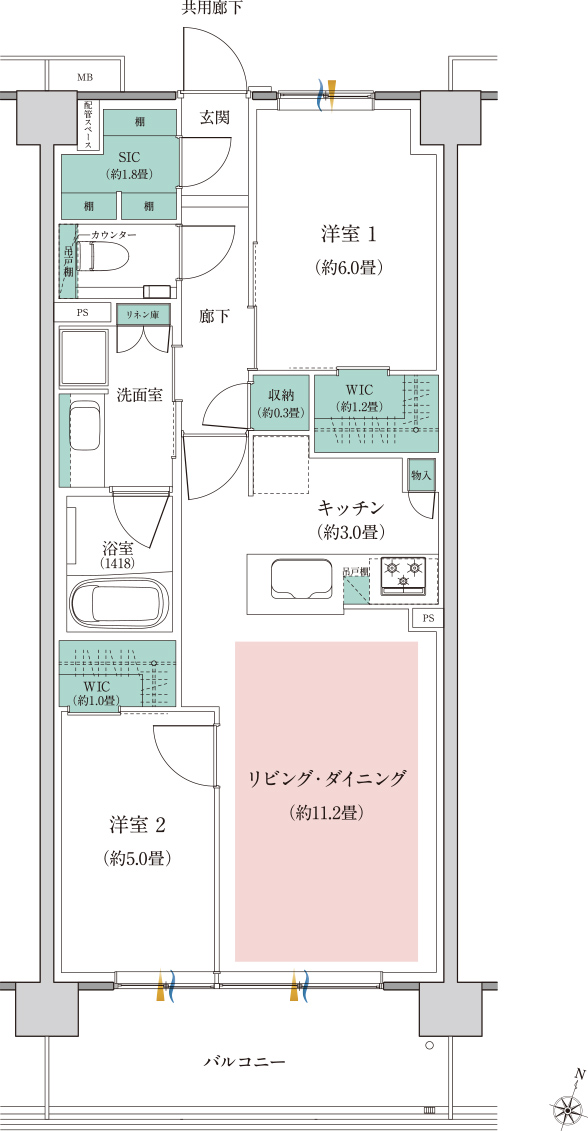 共用廊下
MB
配管スペース
棚
玄関
SIC
(約1.8畳)
棚
棚
カウンター
吊戸棚
洋室 1
(約6.0畳)
PS
リネン庫
廊下
洗面室
収納
(約0.3畳)
WIC
(約1.2畳)
物入
キッチン
(約3.0畳)
浴室
(1418)
吊戸棚
PS
WIC
(約1.0畳)
リビング・ダイニング
(約11.2畳)
洋室 2
(約5.0畳)
バルコニー
N